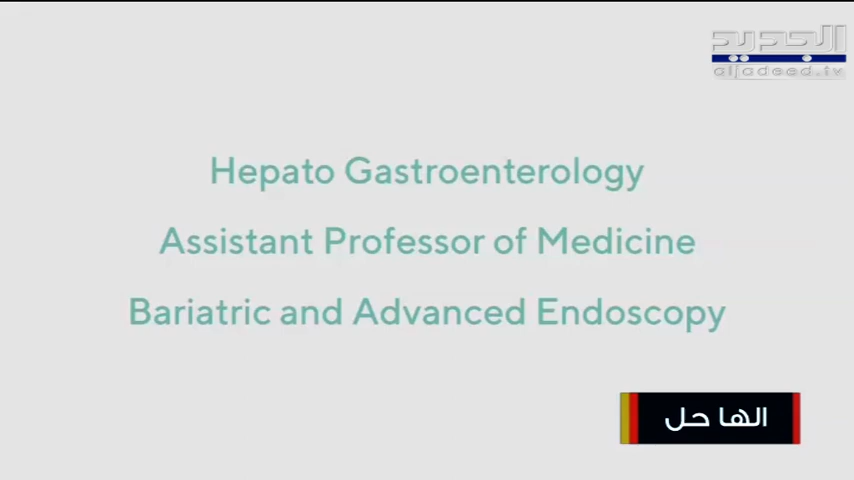 الجديد
aljadeed.tv
Hepato Gastroenterology
Assistant Professor of Medicine
Bariatric and Advanced Endoscopy
الها حل